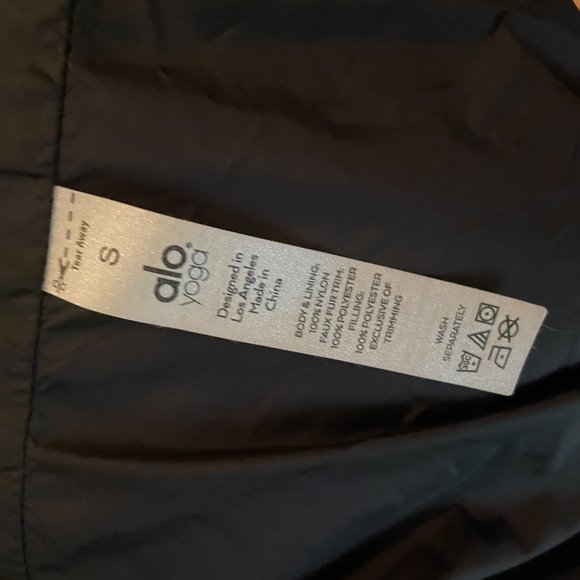 Tear Away
S
alo®
yoga
Designed in
Los Angeles
Made in
China
BODY & LINING:
100% NYLON
FAUX FUR TRIM:
100% POLYESTER
FILLING:
100% POLYESTER
EXCLUSIVE OF
TRIMMING
WASH
SEPARATELY
30C